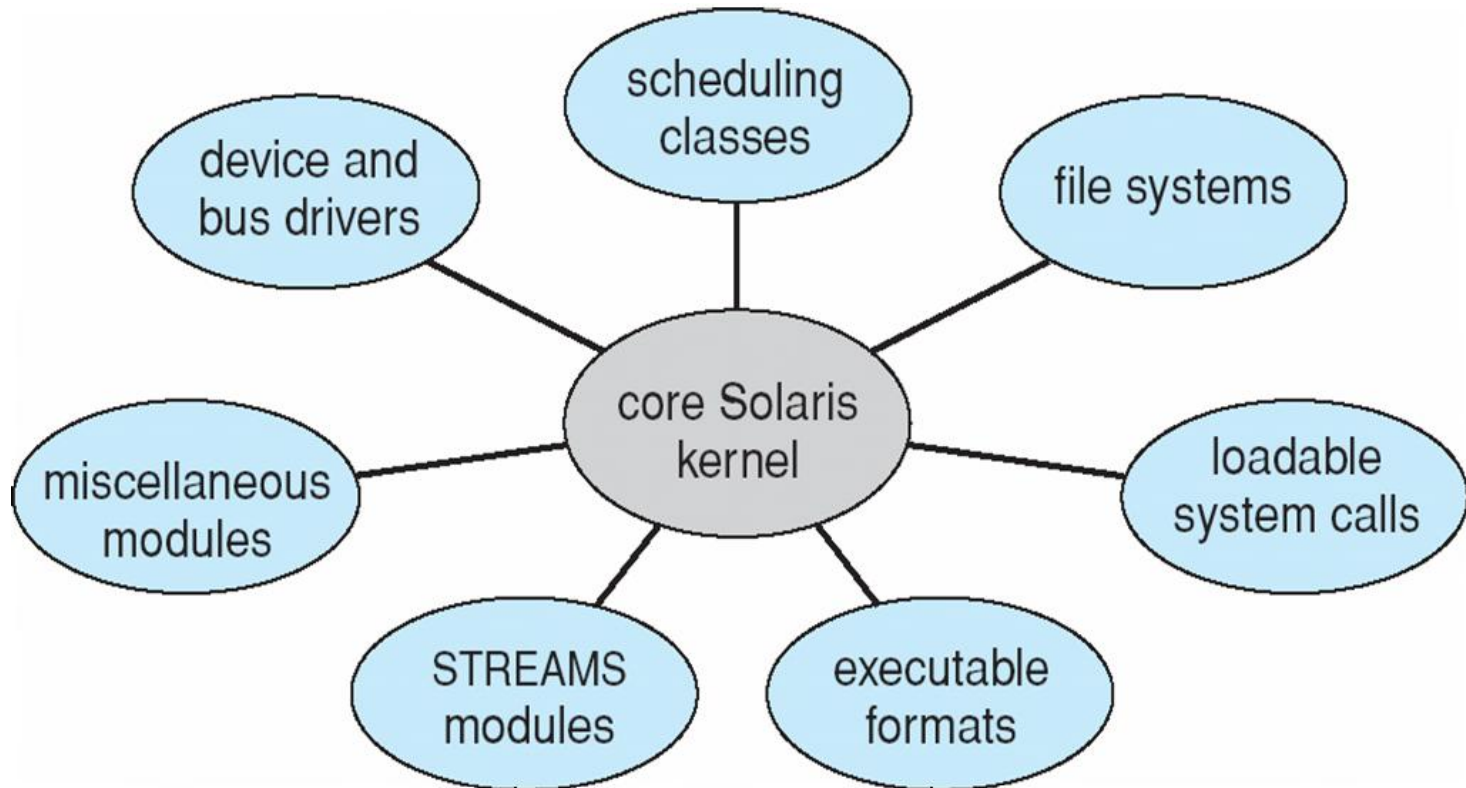 scheduling
classes
device and
bus drivers
file systems
core Solaris
kernel
miscellaneous
modules
loadable
system calls
STREAMS
modules
executable
formats